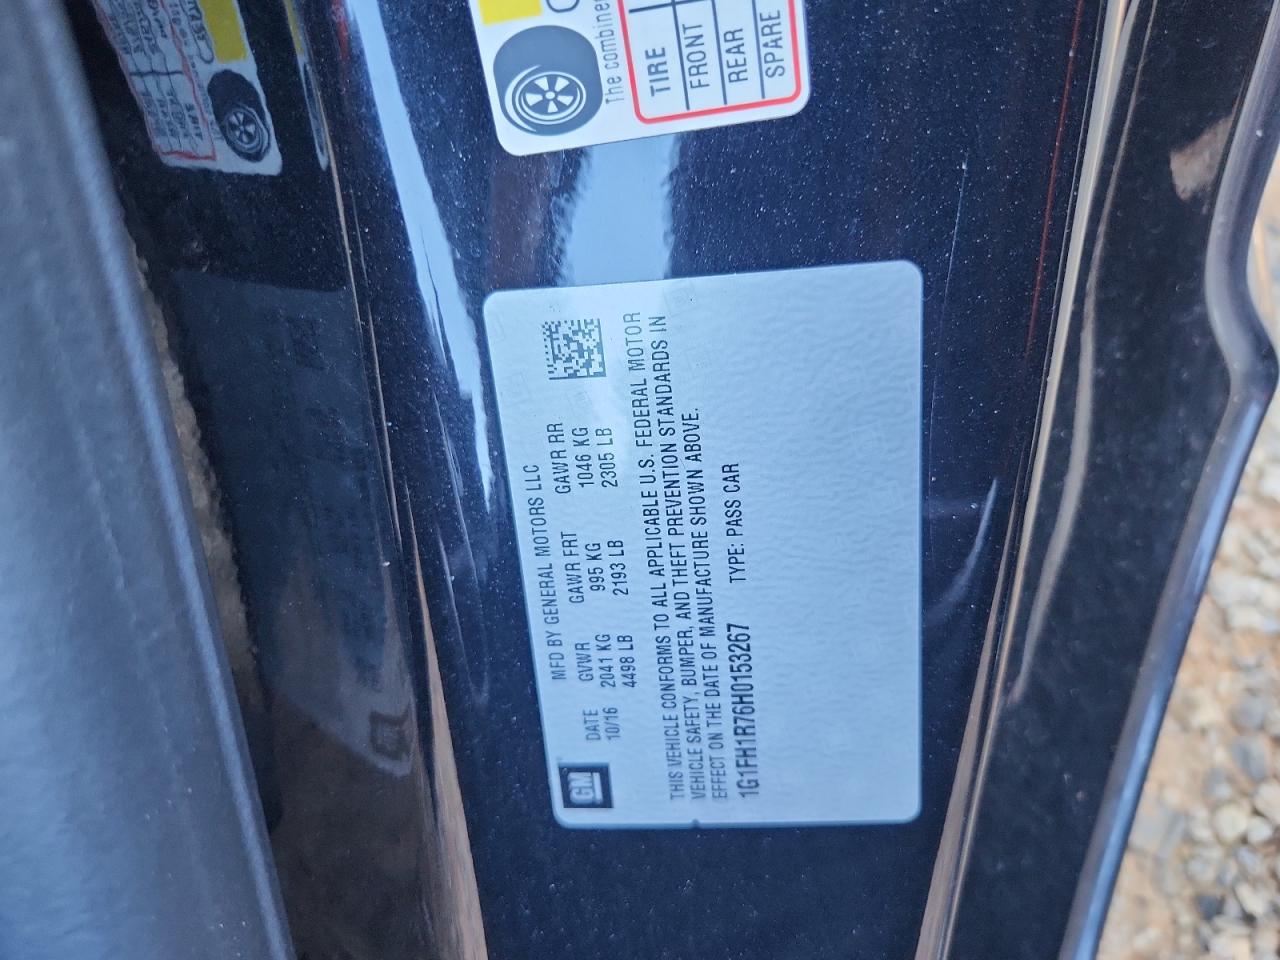 The combine
TIRE
FRONT
REAR
SPARE
GM
MFD BY GENERAL MOTORS LLC
DATE GVWR GAWR FRT GAWR RR
10/16 2041 KG 995 KG 1046 KG
4498 LB 2193 LB 2305 LB
THIS VEHICLE CONFORMS TO ALL APPLICABLE U.S. FEDERAL MOTOR
VEHICLE SAFETY, BUMPER, AND THEFT PREVENTION STANDARDS IN
EFFECT ON THE DATE OF MANUFACTURE SHOWN ABOVE.
1G1FH1R76H0153267 TYPE: PASS CAR